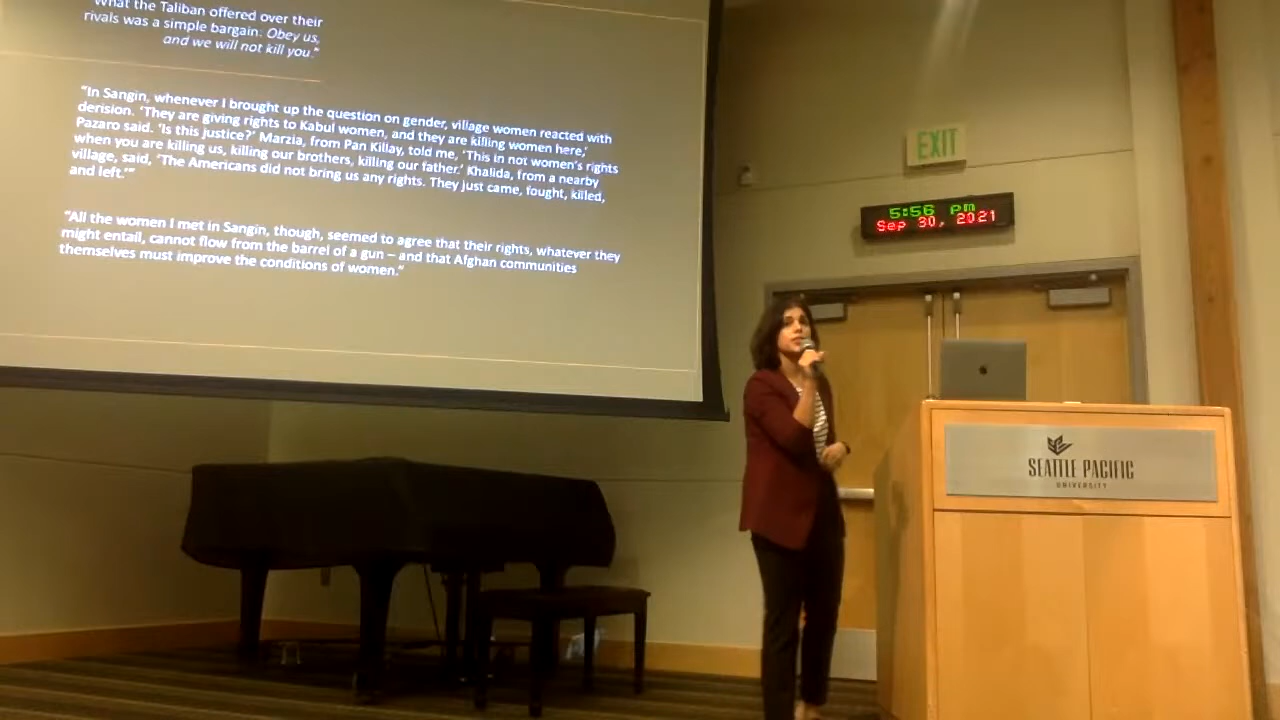 "What the Taliban offered over their
rivals was a simple bargain. Obey us,
and we will not kill you."
"In Sangin, whenever I brought up the question on gender, village women reacted with
derision. 'They are giving rights to Kabul women, and they are killing women here,'
Pazaro said. 'Is this justice?' Marzia, from Pan Killay, told me, 'This in not women's rights
when you are killing us, killing our brothers, killing our father.' Khalida, from a nearby
village, said, 'The Americans did not bring us any rights. They just came, fought, killed,
and left.'"
"All the women I met in Sangin, though, seemed to agree that their rights, whatever they
might entail, cannot flow from the barrel of a gun – and that Afghan communities
themselves must improve the conditions of women."
EXIT
5:56 pm
Sep 30, 2021
SEATTLE PACIFIC
UNIVERSITY